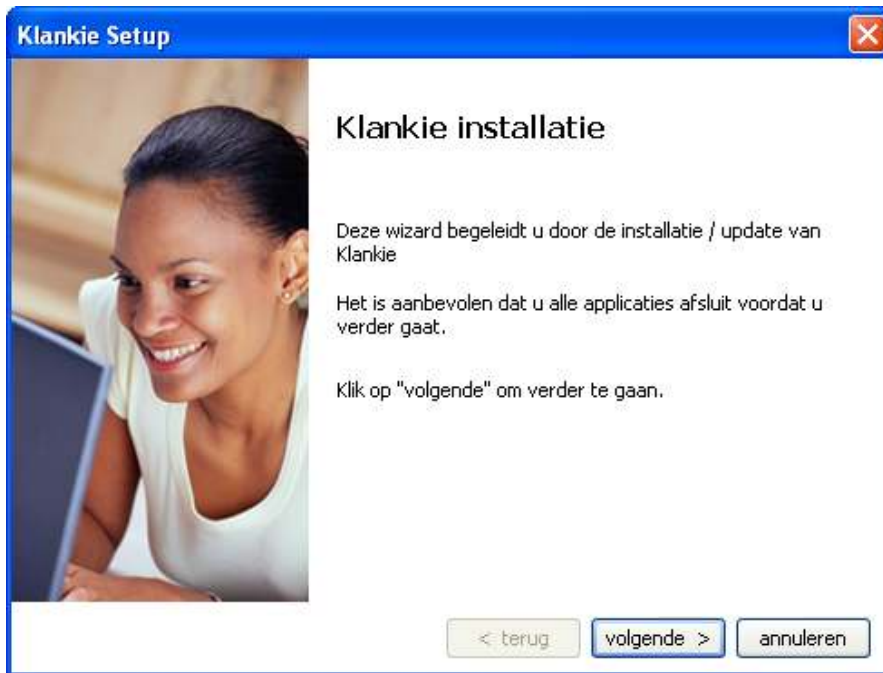 Klankie Setup
Klankie installatie
Deze wizard begeleidt u door de installatie / update van
Klankie
Het is aanbevolen dat u alle applicaties afsluit voordat u
verder gaat.
Klik op "volgende" om verder te gaan.
< terug
volgende >
annuleren